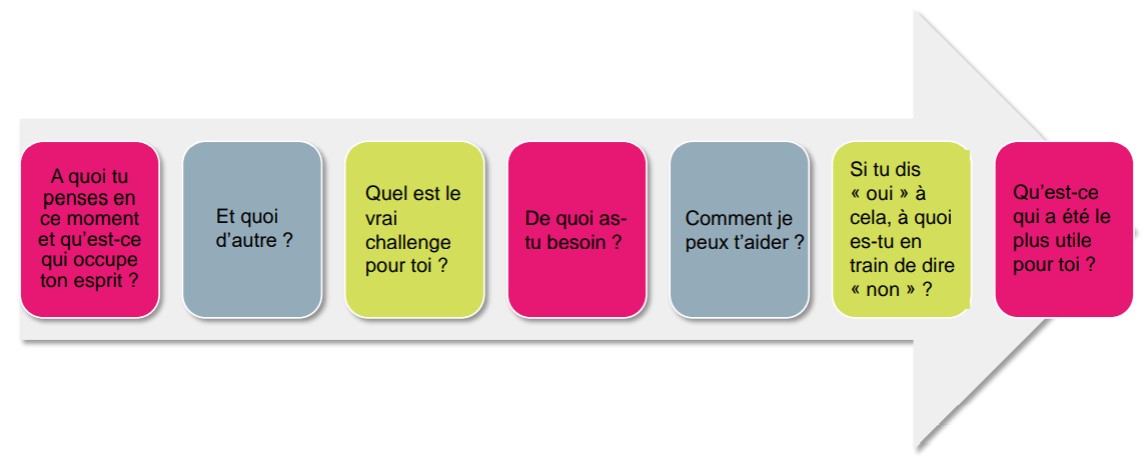 A quoi tu
penses en
ce moment
et qu’est-ce
qui occupe
ton esprit ?
Et quoi
d’autre ?
Quel est le
vrai
challenge
pour toi ?
De quoi as-
tu besoin ?
Comment je
peux t’aider ?
Si tu dis
« oui » à
cela, à quoi
es-tu en
train de dire
« non » ?
Qu’est-ce
qui a été le
plus utile
pour toi ?